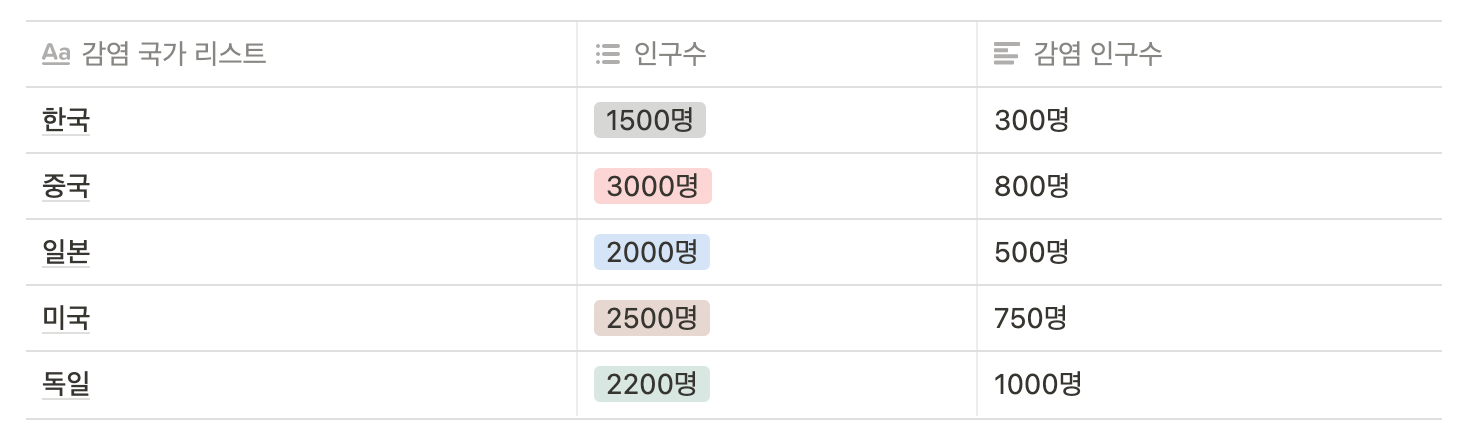 Aa 감염 국가 리스트 인구수 감염 인구수
한국 1500명 300명
중국 3000명 800명
일본 2000명 500명
미국 2500명 750명
독일 2200명 1000명